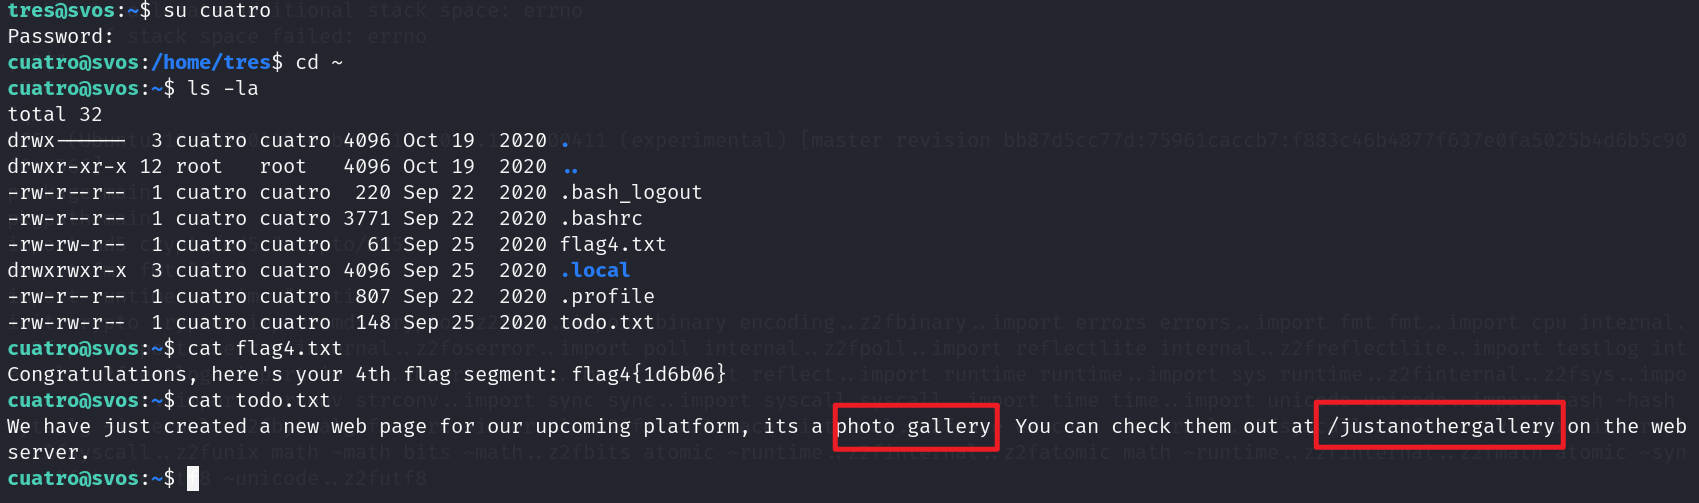 tres@svos:~$ su cuatro
Password:
cuatro@svos:/home/tres$ cd ~
cuatro@svos:~$ ls -la
total 32
drwx------  3 cuatro cuatro 4096 Oct 19  2020 .
drwxr-xr-x 12 root   root   4096 Oct 19  2020 ..
-rw-r--r--  1 cuatro cuatro  220 Sep 22  2020 .bash_logout
-rw-r--r--  1 cuatro cuatro 3771 Sep 22  2020 .bashrc
-rw-rw-r--  1 cuatro cuatro   61 Sep 25  2020 flag4.txt
drwxrwxr-x  3 cuatro cuatro 4096 Sep 25  2020 .local
-rw-r--r--  1 cuatro cuatro  807 Sep 22  2020 .profile
-rw-rw-r--  1 cuatro cuatro  148 Sep 25  2020 todo.txt
cuatro@svos:~$ cat flag4.txt
Congratulations, here's your 4th flag segment: flag4{1d6b06}
cuatro@svos:~$ cat todo.txt
We have just created a new web page for our upcoming platform, its a photo gallery You can check them out at /justanothergallery on the web
server.
cuatro@svos:~$